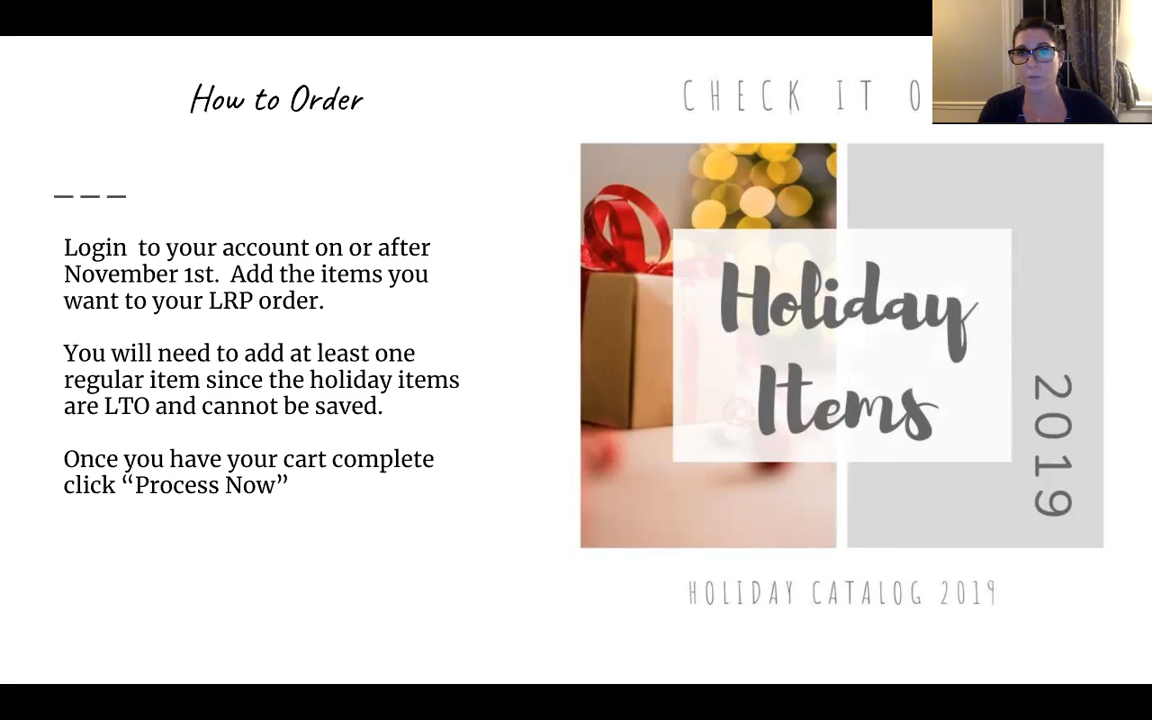 How to Order
Login  to your account on or after
November 1st.  Add the items you
want to your LRP order.
You will need to add at least one
regular item since the holiday items
are LTO and cannot be saved.
Once you have your cart complete
click “Process Now”
CHECK IT
Holiday
Items
2019
HOLIDAY CATALOG 2019